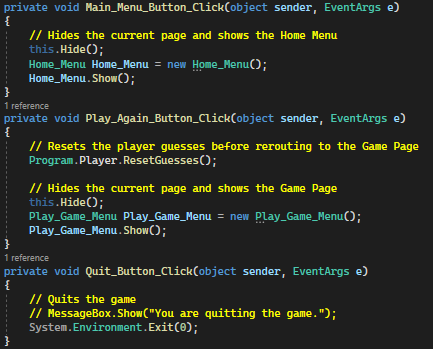 private void Main_Menu_Button_Click(object sender, EventArgs e)
{
// Hides the current page and shows the Home Menu
this.Hide();
Home_Menu Home_Menu = new Home_Menu();
Home_Menu.Show();
}
1 reference
private void Play_Again_Button_Click(object sender, EventArgs e)
{
// Resets the player guesses before rerouting to the Game Page
Program.Player.ResetGuesses();
// Hides the current page and shows the Game Page
this.Hide();
Play_Game_Menu Play_Game_Menu = new Play_Game_Menu();
Play_Game_Menu.Show();
}
1 reference
private void Quit_Button_Click(object sender, EventArgs e)
{
// Quits the game
// MessageBox.Show("You are quitting the game.");
System.Environment.Exit(0);
}